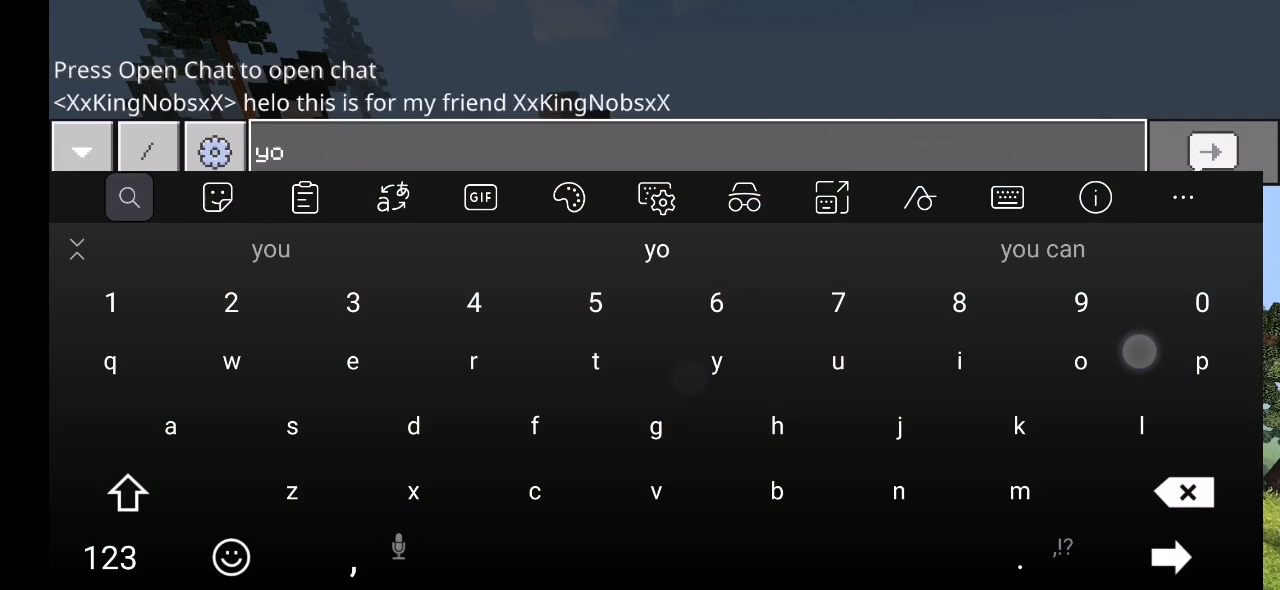 Press Open Chat to open chat
<XxKingNobsxX> helo this is for my friend XxKingNobsxX
/
yo
GIF
you yo you can
1 2 3 4 5 6 7 8 9 0
q w e r t y u i o p
a s d f g h j k l
z x c v b n m
123 , . ,!?